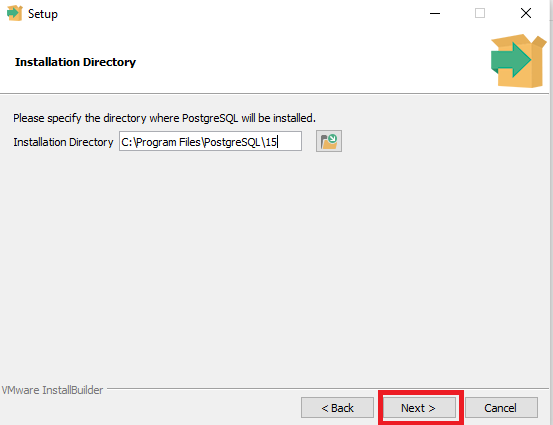 Setup
Installation Directory
Please specify the directory where PostgreSQL will be installed.
Installation Directory C:\Program Files\PostgreSQL\15
VMware InstallBuilder
< Back Next > Cancel